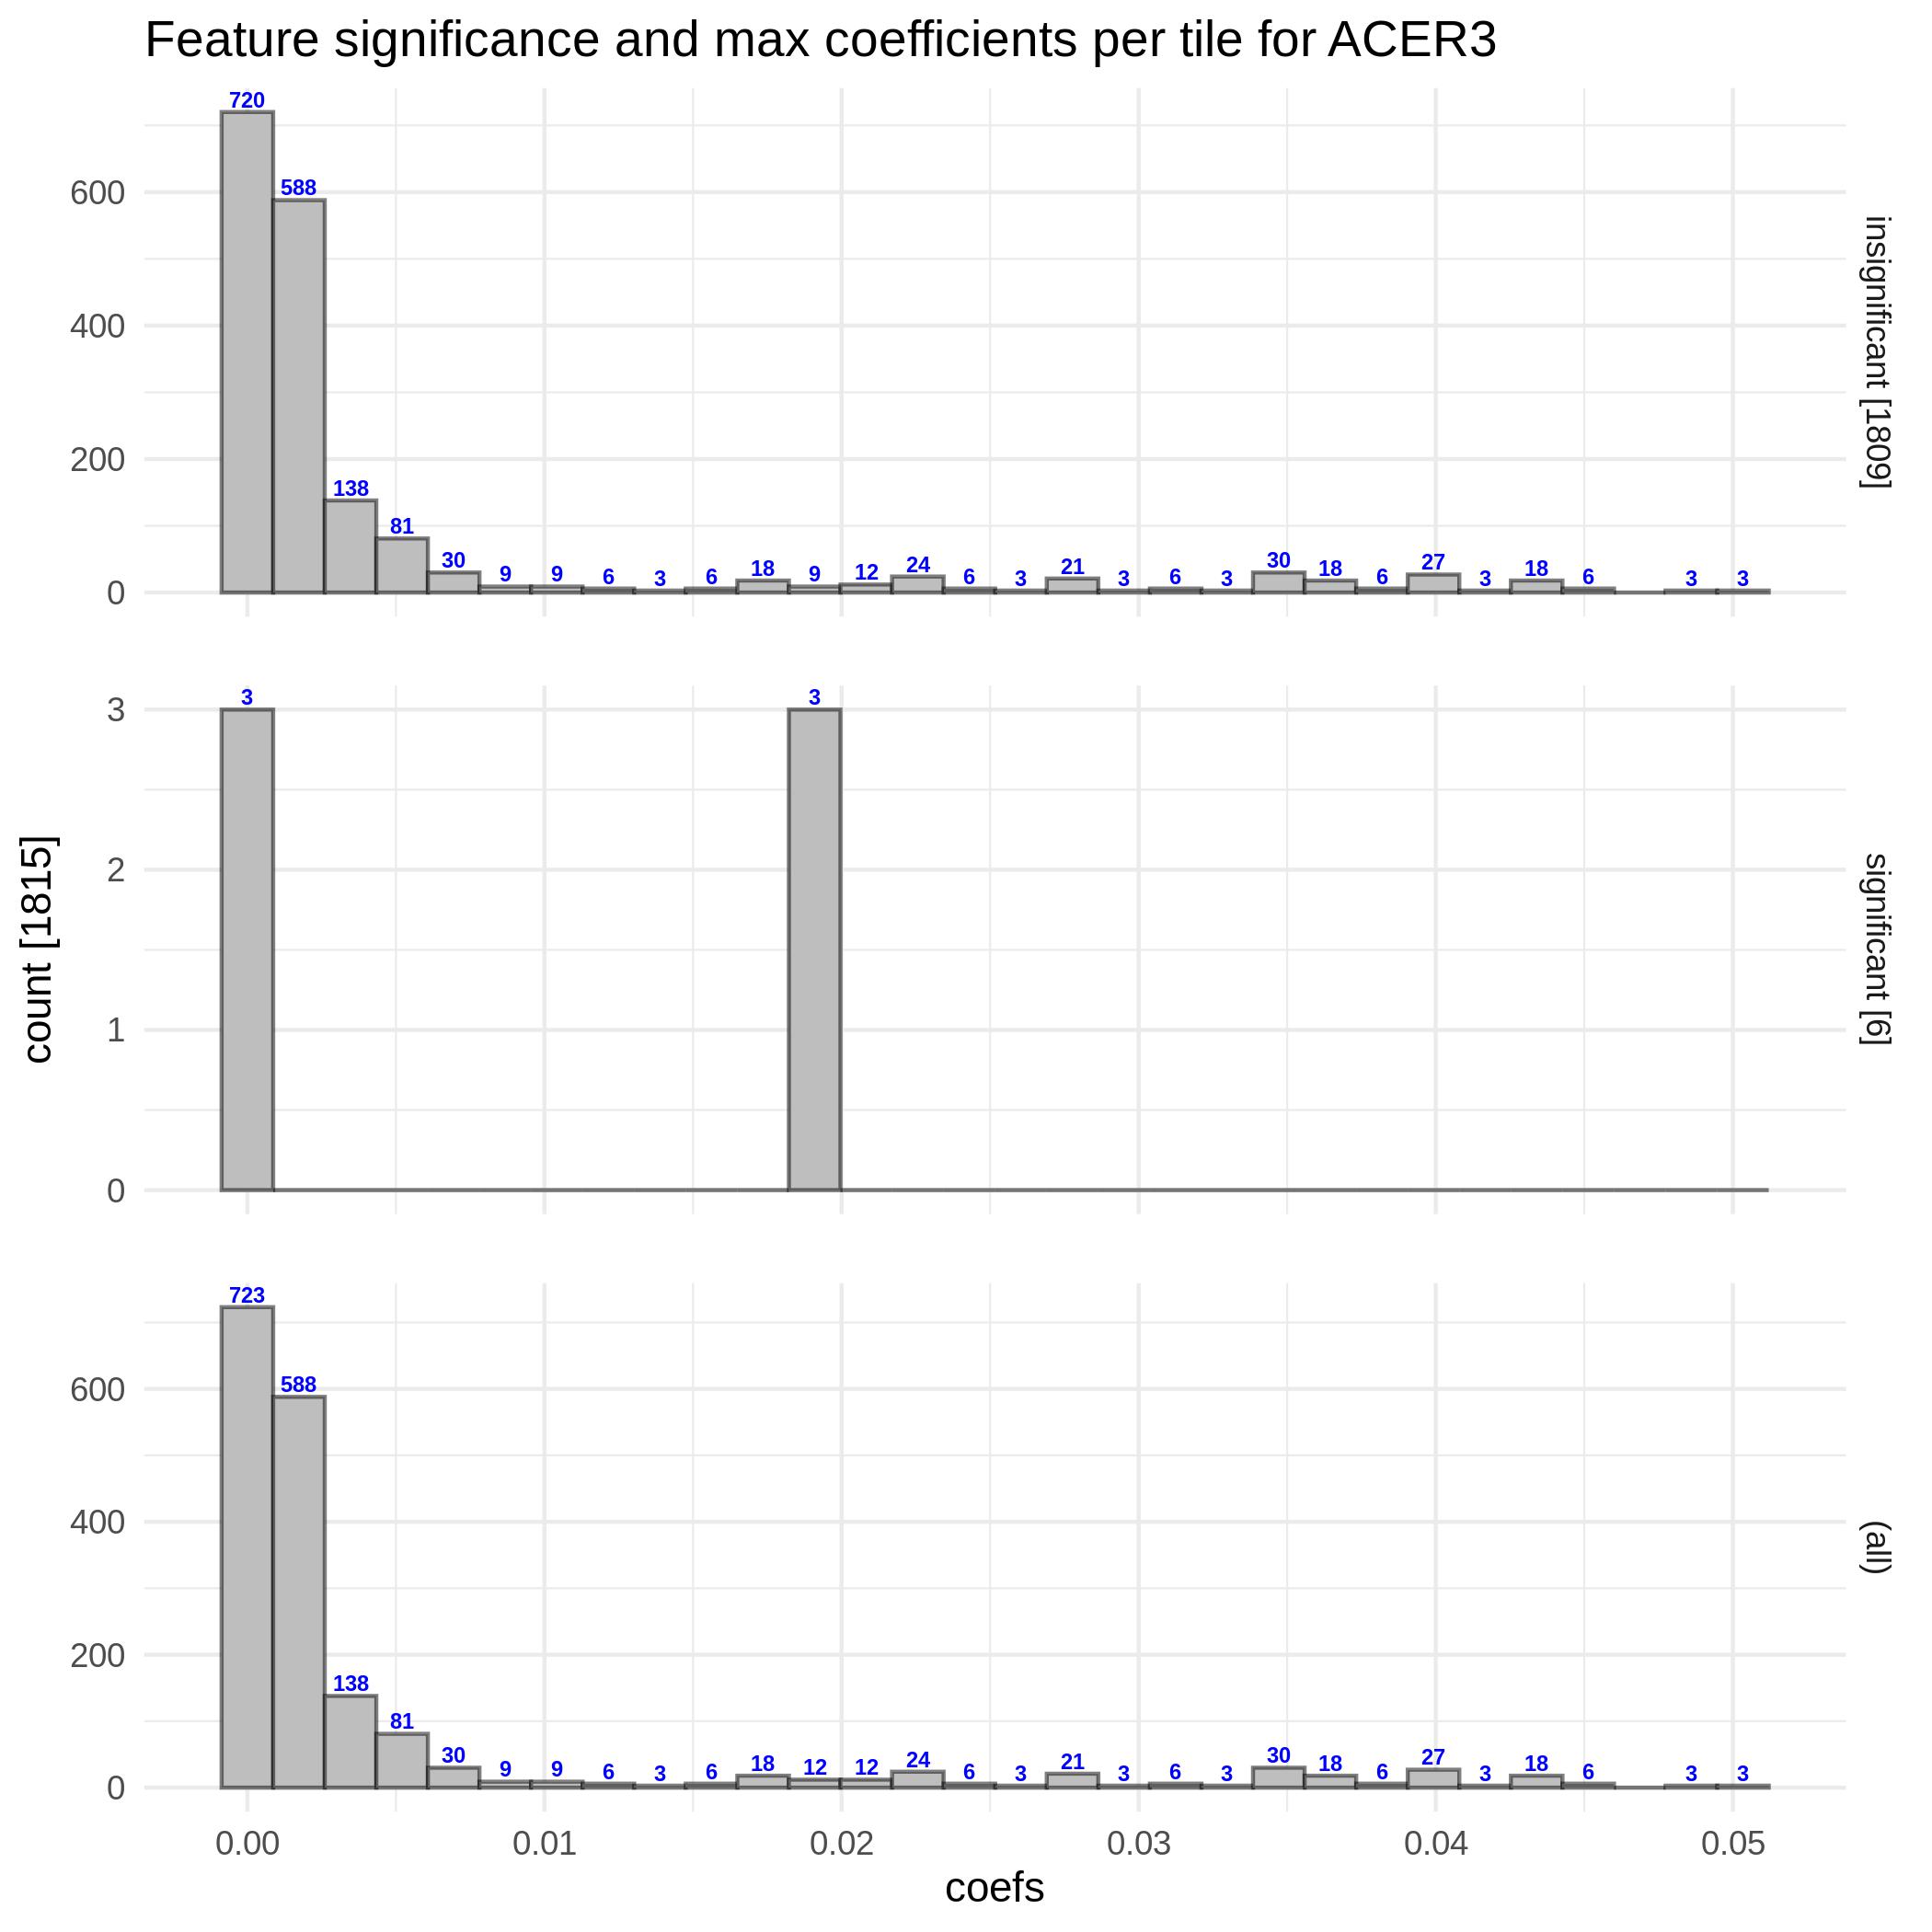 Feature significance and max coefficients per tile for ACER3
720
588
138
81
30 9 9 6 3 6 18 9 12 24 6 3 21 3 6 3 30 18 6 27 3 18 6 3 3
600
400
200
0
insignificant [1809]
3 3
3
2
1
0
significant [6]
count [1815]
723
588
138
81
30 9 9 6 3 6 18 12 12 24 6 3 21 3 6 3 30 18 6 27 3 18 6 3 3
600
400
200
0
(all)
0.00 0.01 0.02 0.03 0.04 0.05
coefs